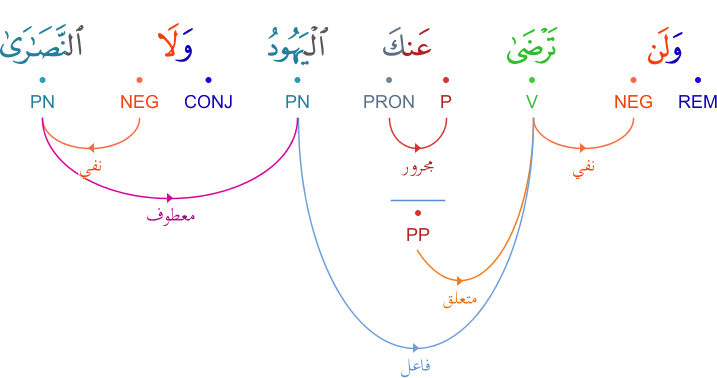 وَلَن تَرْضَىٰ عَنكَ ٱلْيَهُودُ وَلَا ٱلنَّصَـٰرَىٰ
REM NEG V P PRON PN CONJ NEG PN
نفي مجرور نفي
معطوف
PP
متعلق
فاعل